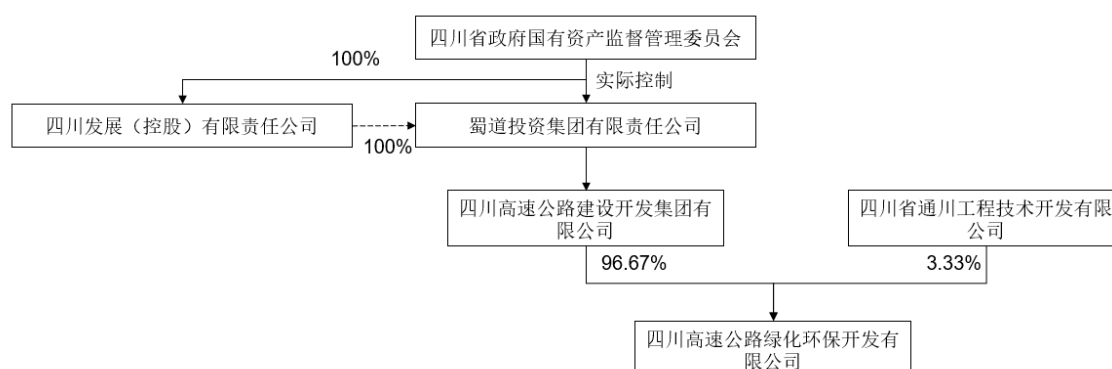 四川省政府国有资产监督管理委员会
100%
实际控制
四川发展（控股）有限责任公司
蜀道投资集团有限责任公司
100%
四川高速公路建设开发集团有
限公司
四川省通川工程技术开发有限
公司
96.67%
3.33%
四川高速公路绿化环保开发有
限公司